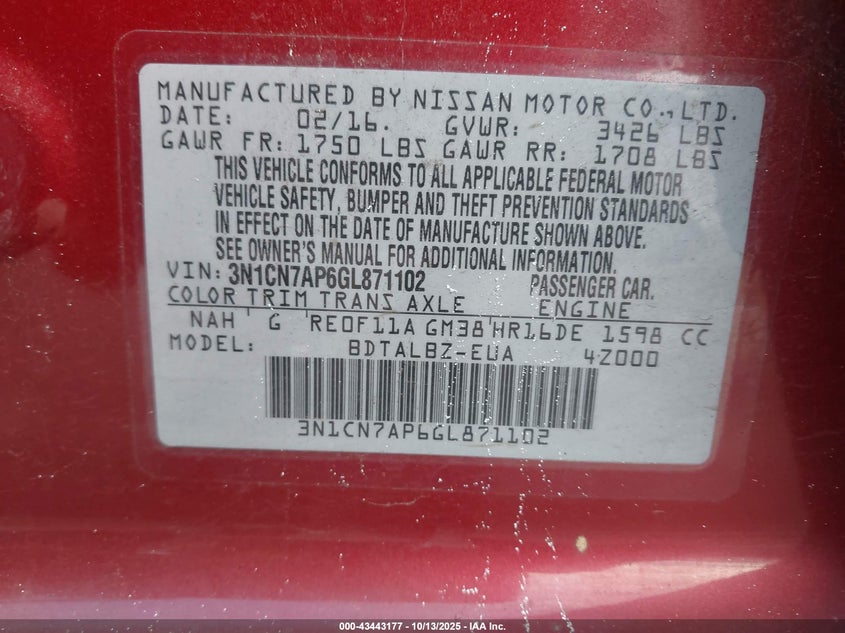 MANUFACTURED BY NISSAN MOTOR CO., LTD.
DATE: 02/16. GVWR: 3426 LBS
GAWR FR: 1750 LBS GAWR RR: 1708 LBS
THIS VEHICLE CONFORMS TO ALL APPLICABLE FEDERAL MOTOR
VEHICLE SAFETY, BUMPER AND THEFT PREVENTION STANDARDS
IN EFFECT ON THE DATE OF MANUFACTURE SHOWN ABOVE.
SEE OWNER'S MANUAL FOR ADDITIONAL INFORMATION.
VIN: 3N1CN7AP6GL871102 PASSENGER CAR.
COLOR TRIM TRANS AXLE ENGINE
NAH G RE0F11A GM38 HR16DE 1598 CC
MODEL: BDTALBZ-EUA 4Z000
3N1CN7AP6GL871102
000-43443177 - 10/13/2025 - IAA Inc.